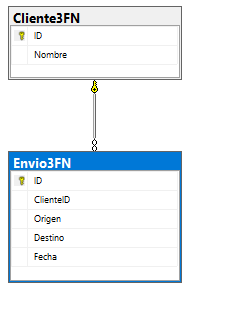 Cliente3FN
ID
Nombre
Envio3FN
ID
ClienteID
Origen
Destino
Fecha